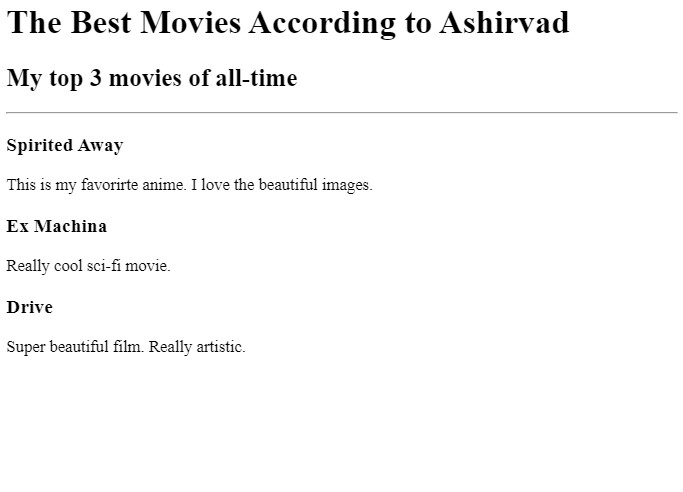 The Best Movies According to Ashirvad
My top 3 movies of all-time
Spirited Away
This is my favorirte anime. I love the beautiful images.
Ex Machina
Really cool sci-fi movie.
Drive
Super beautiful film. Really artistic.